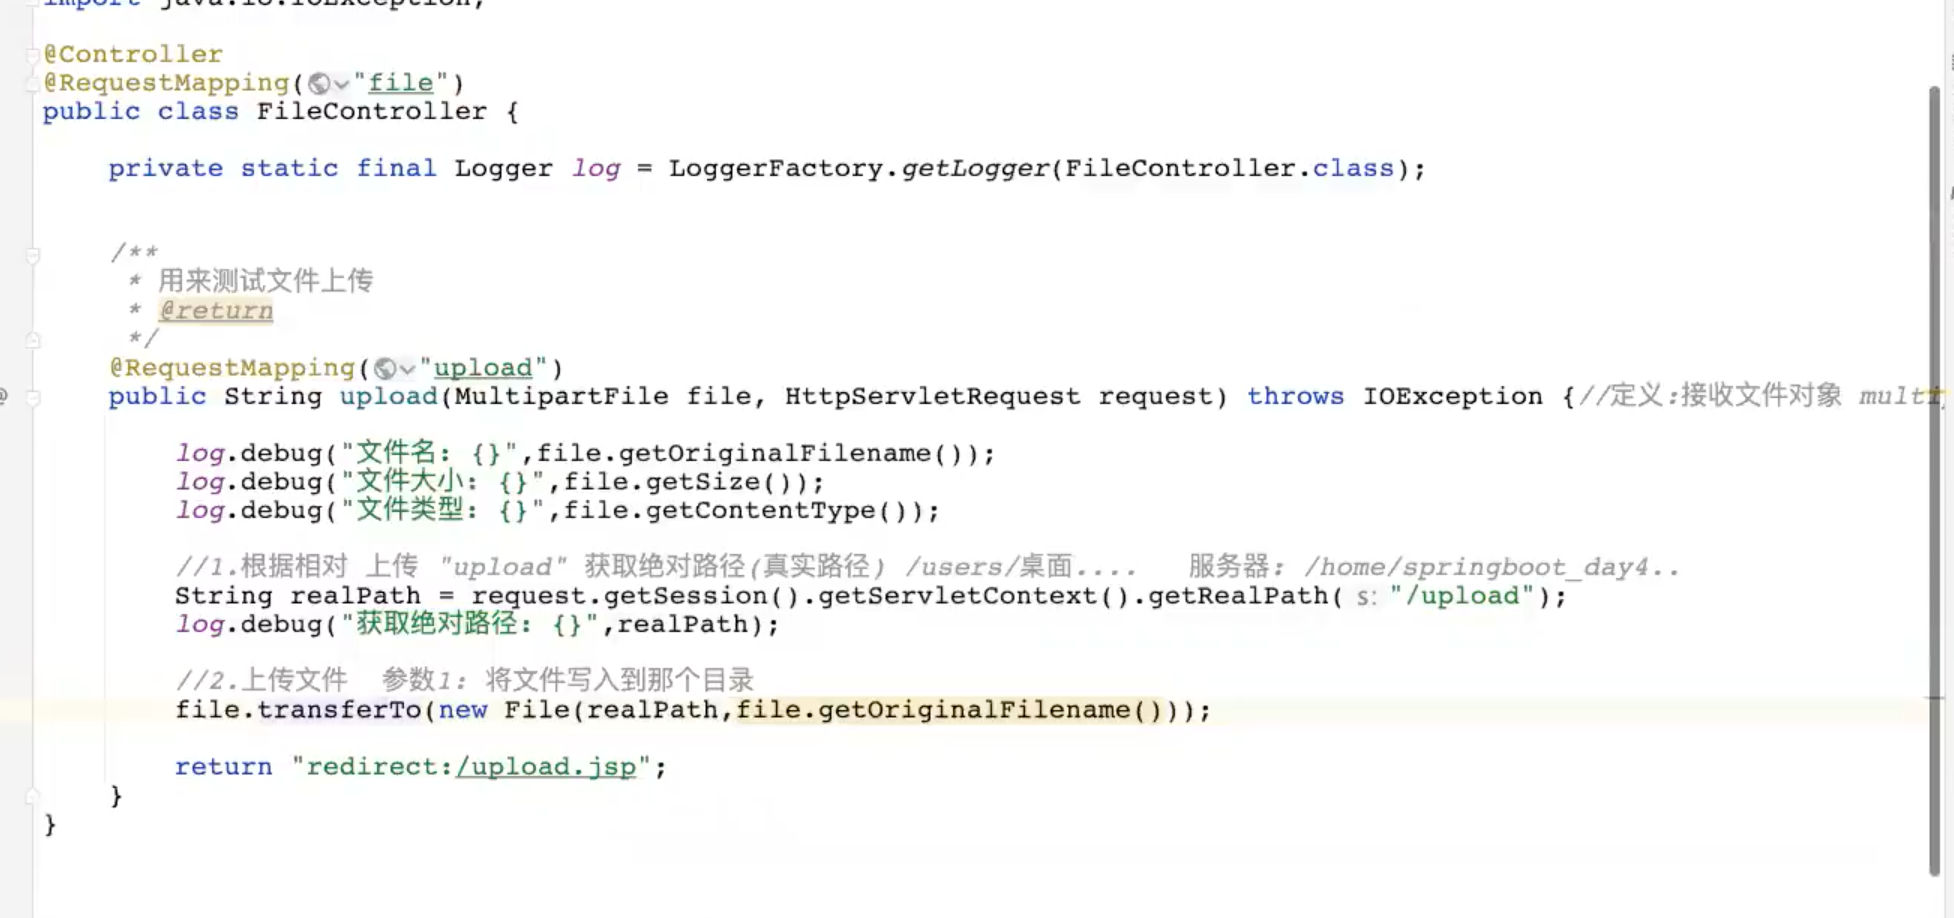 import java.io.IOException;
@Controller
@RequestMapping("file")
public class FileController {
private static final Logger log = LoggerFactory.getLogger(FileController.class);
/**
* 用来测试文件上传
* @return
*/
@RequestMapping("upload")
public String upload(MultipartFile file, HttpServletRequest request) throws IOException {//定义:接收文件对象 multi
log.debug("文件名: {}",file.getOriginalFilename());
log.debug("文件大小: {}",file.getSize());
log.debug("文件类型: {}",file.getContentType());
//1.根据相对 上传 "upload" 获取绝对路径(真实路径) /users/桌面.... 服务器: /home/springboot_day4..
String realPath = request.getSession().getServletContext().getRealPath( s: "/upload");
log.debug("获取绝对路径: {}",realPath);
//2.上传文件 参数1: 将文件写入到那个目录
file.transferTo(new File(realPath,file.getOriginalFilename()));
return "redirect:/upload.jsp";
}
}